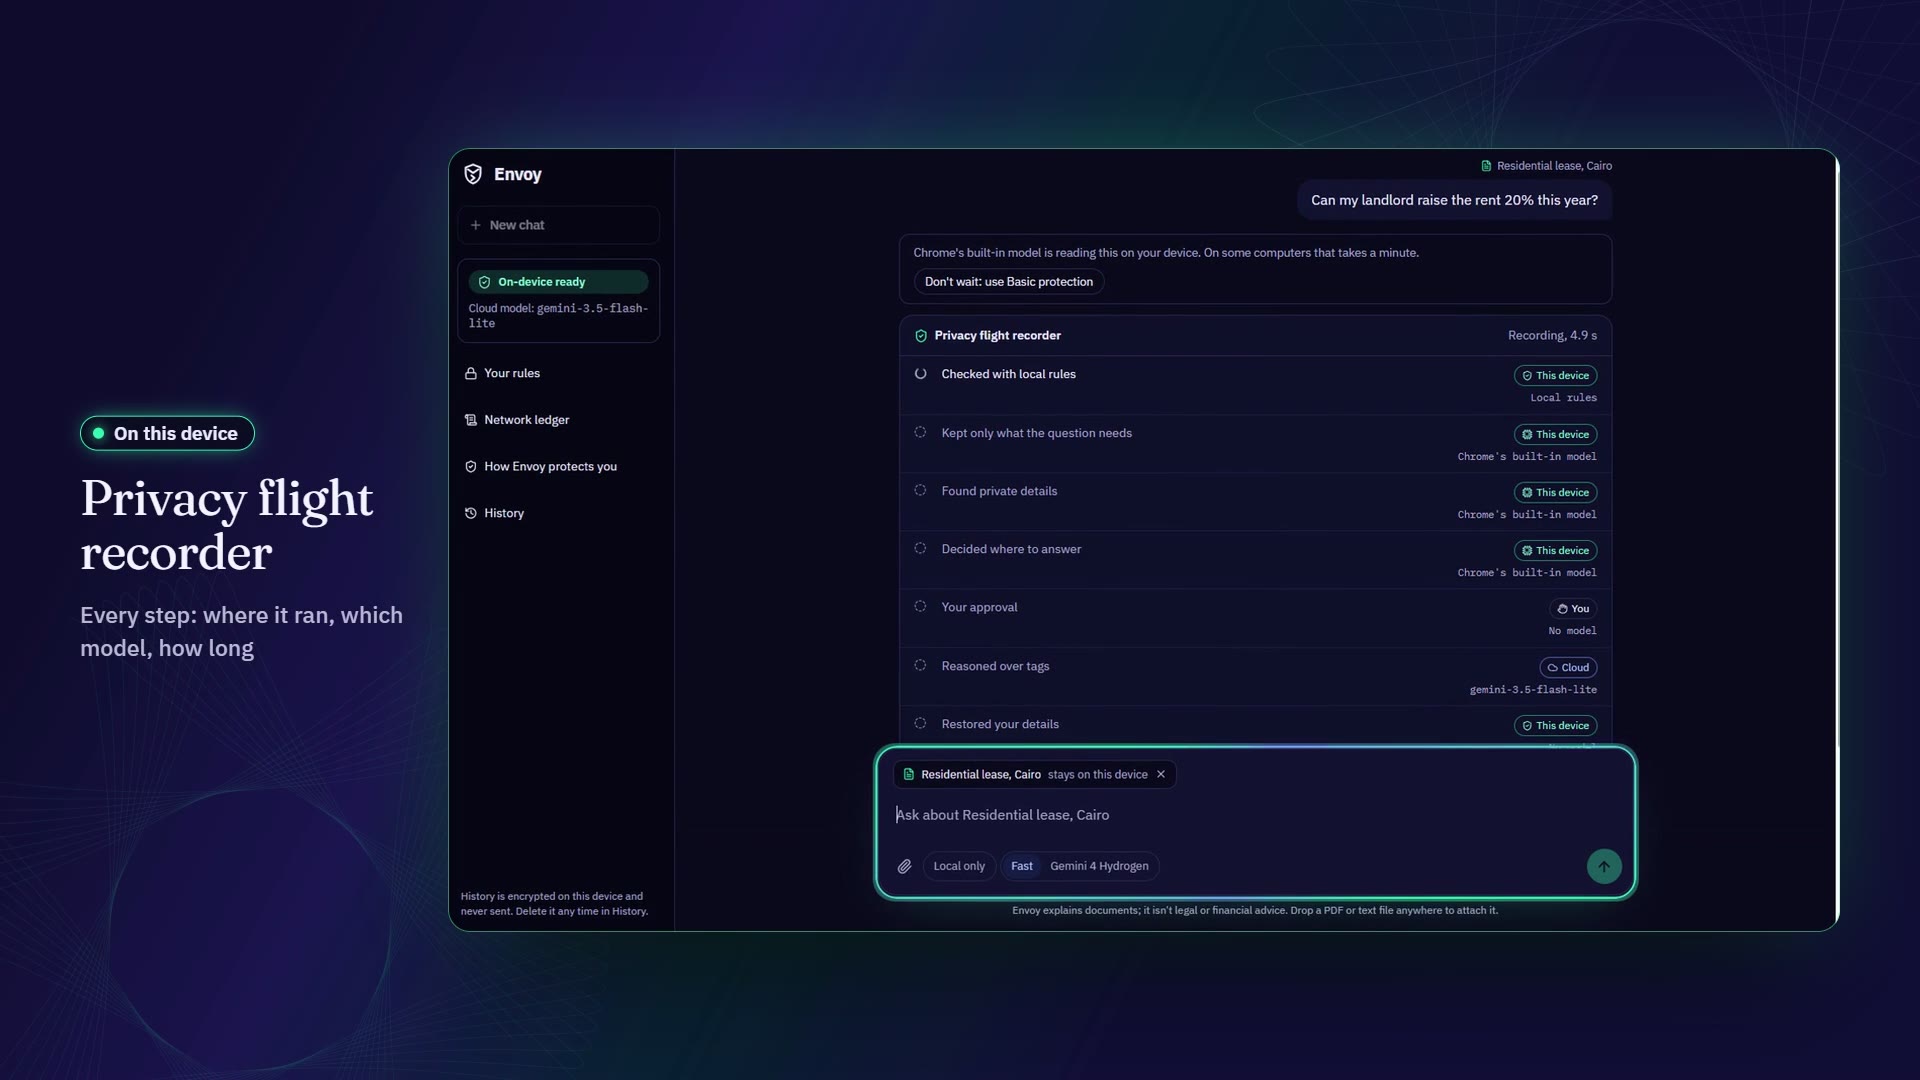 On this device
Privacy flight
recorder
Every step: where it ran, which
model, how long
Envoy
New chat
On-device ready
Cloud model: gemini-3.5-flash-
lite
Your rules
Network ledger
How Envoy protects you
History
History is encrypted on this device and
never sent. Delete it any time in History.
Residential lease, Cairo
Can my landlord raise the rent 20% this year?
Chrome's built-in model is reading this on your device. On some computers that takes a minute.
Don't wait: use Basic protection
Privacy flight recorder Recording, 4.9 s
Checked with local rules This device
Local rules
Kept only what the question needs This device
Chrome's built-in model
Found private details This device
Chrome's built-in model
Decided where to answer This device
Chrome's built-in model
Your approval You
No model
Reasoned over tags Cloud
gemini-3.5-flash-lite
Restored your details This device
Residential lease, Cairo stays on this device
Ask about Residential lease, Cairo
Local only Fast Gemini 4 Hydrogen
Envoy explains documents; it isn't legal or financial advice. Drop a PDF or text file anywhere to attach it.